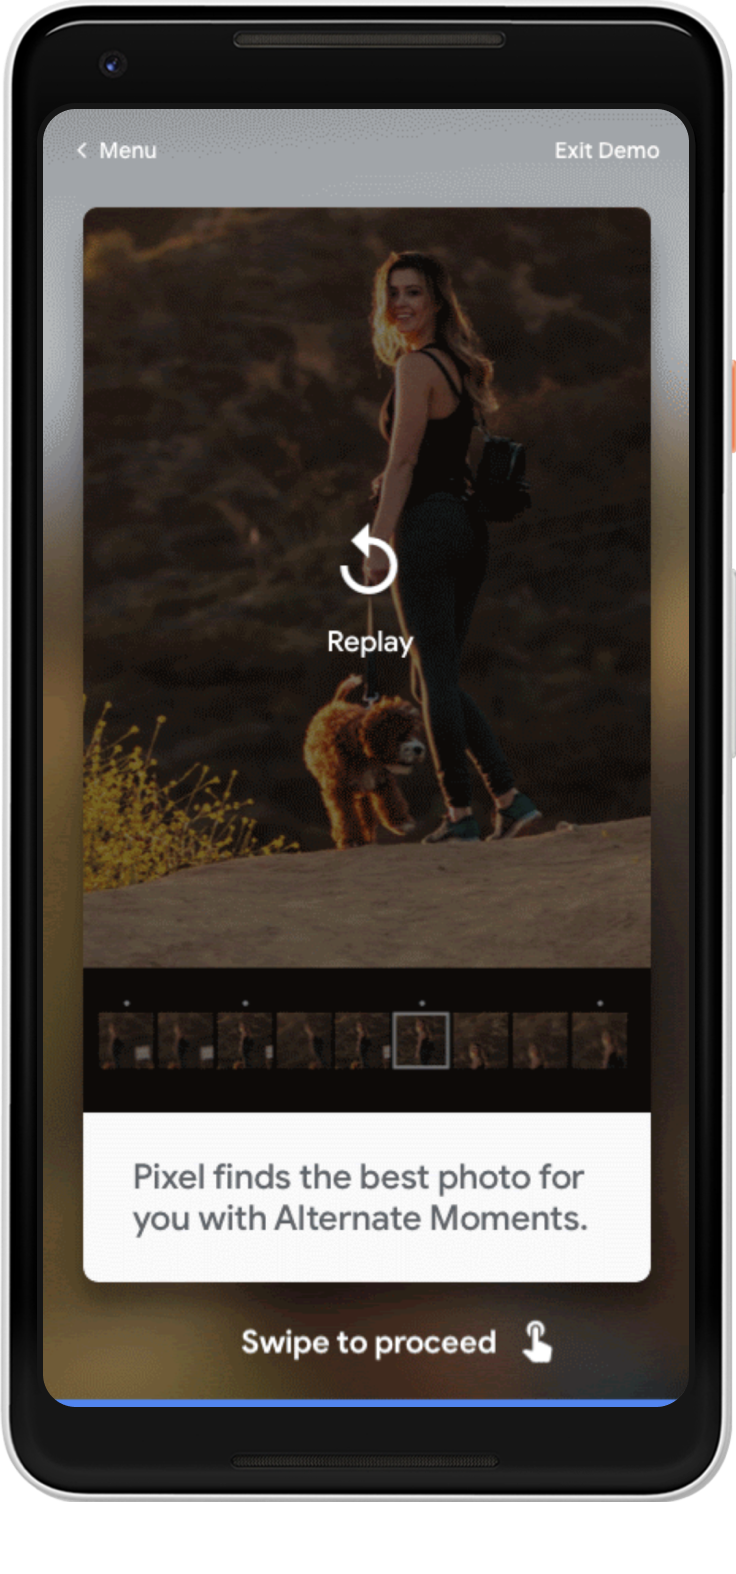 Menu
Exit Demo
Replay
Pixel finds the best photo for
you with Alternate Moments.
Swipe to proceed